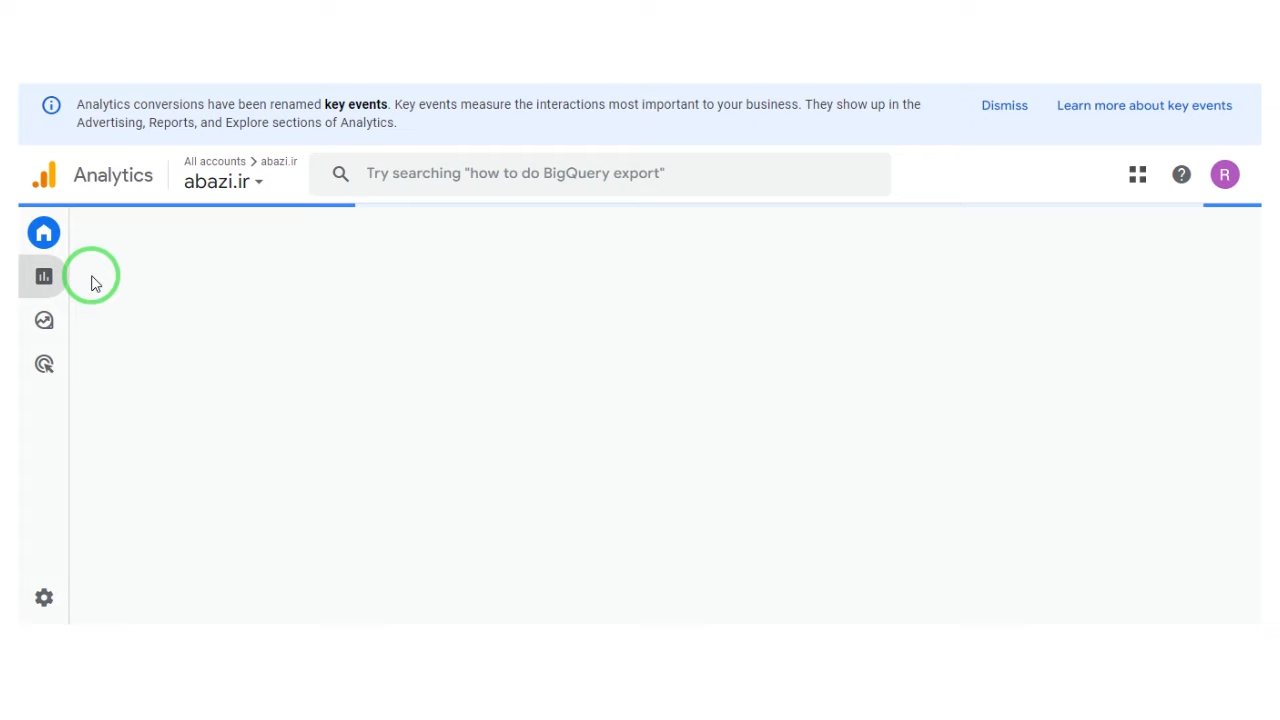 Analytics conversions have been renamed key events. Key events measure the interactions most important to your business. They show up in the
Advertising, Reports, and Explore sections of Analytics.
Dismiss
Learn more about key events
Analytics
All accounts > abazi.ir
abazi.ir
Try searching "how to do BigQuery export"
R